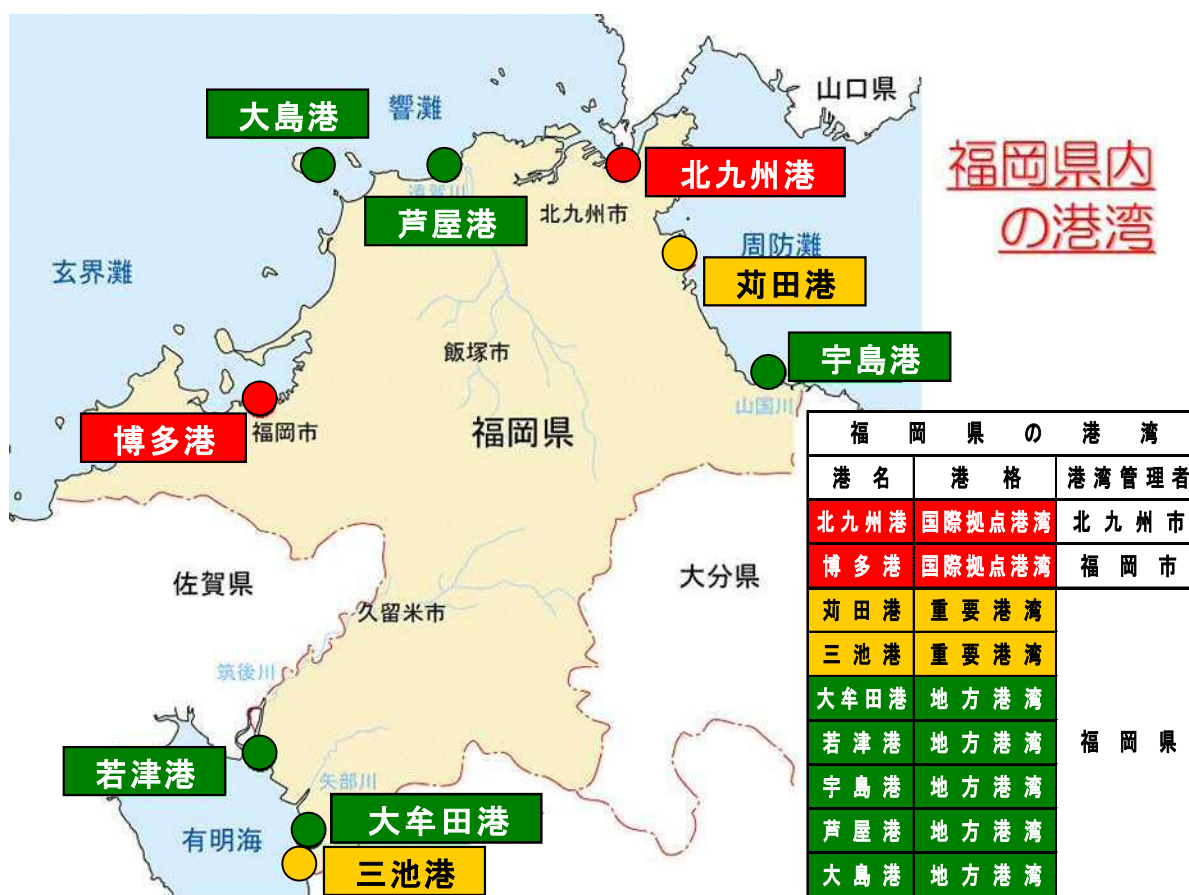 福岡県内
の港湾
山口県
響灘
大島港
北九州港
遠賀川
芦屋港
北九州市
周防灘
苅田港
玄界灘
飯塚市
宇島港
山国川
博多港
福岡市
福岡県
佐賀県
大分県
久留米市
筑後川
若津港
矢部川
有明海
大牟田港
三池港
福岡県の港湾
港名 港格 港湾管理者
北九州港 国際拠点港湾 北九州市
博多港 国際拠点港湾 福岡市
苅田港 重要港湾
三池港 重要港湾
大牟田港 地方港湾
若津港 地方港湾 福岡県
宇島港 地方港湾
芦屋港 地方港湾
大島港 地方港湾